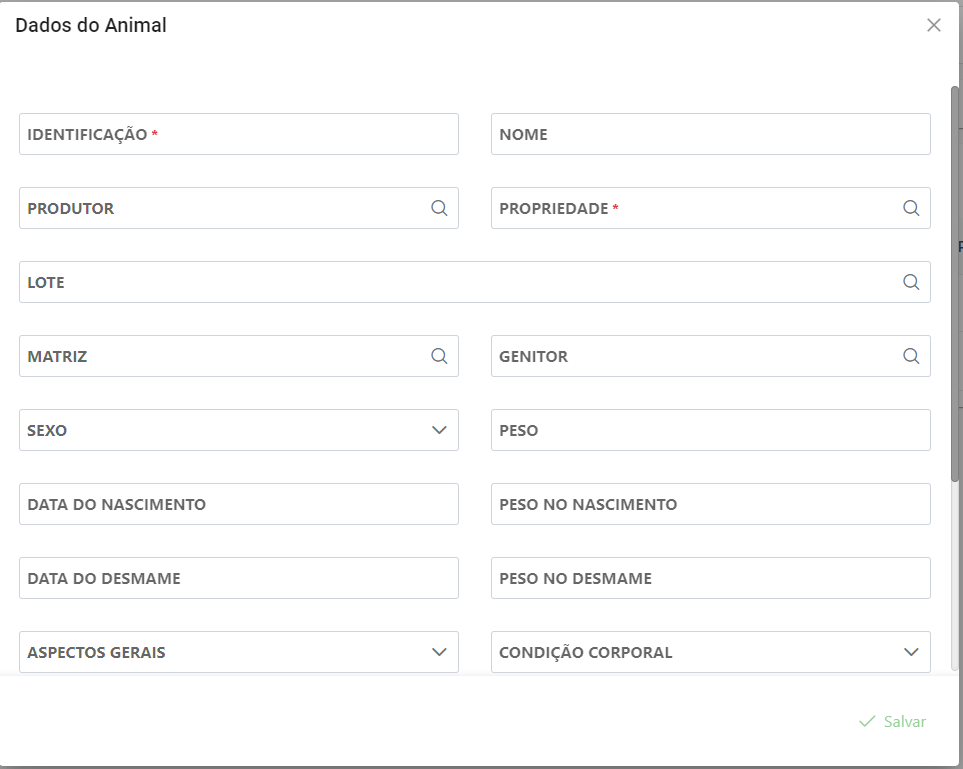 Dados do Animal
IDENTIFICAÇÃO *
NOME
PRODUTOR
PROPRIEDADE *
LOTE
MATRIZ
GENITOR
SEXO
PESO
DATA DO NASCIMENTO
PESO NO NASCIMENTO
DATA DO DESMAME
PESO NO DESMAME
ASPECTOS GERAIS
CONDIÇÃO CORPORAL
Salvar